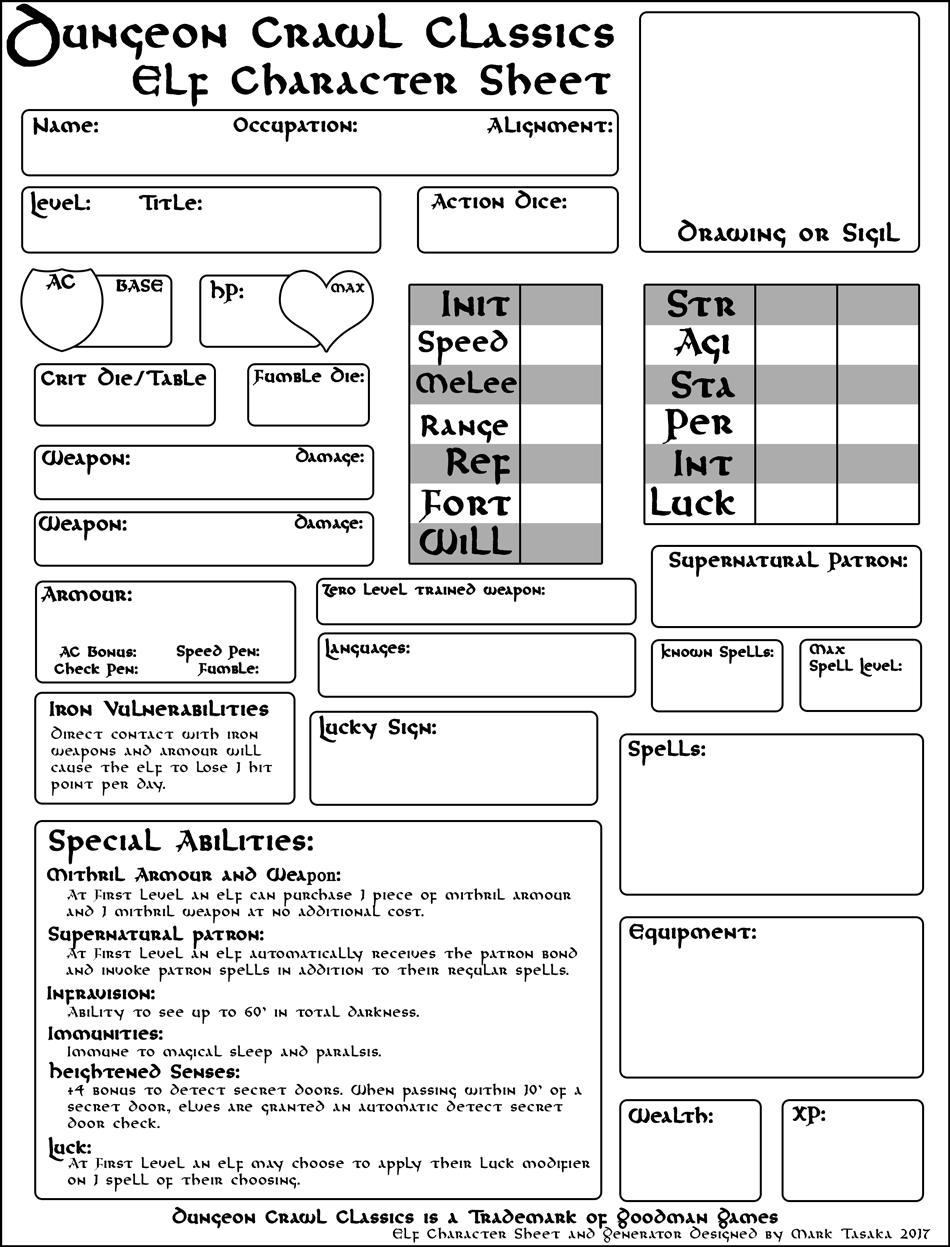 Dungeon Crawl Classics
Elf Character Sheet
Name: Occupation: Alignment:
Level: Title: Action Dice:
Drawing or Sigil
AC BASE hp: MAX
Crit Die/Table Fumble Die:
Weapon: Damage:
Weapon: Damage:
Init
Speed
Melee
Range
Ref
Fort
Will
Str
Agi
Sta
Per
Int
Luck
Armour:
AC Bonus: Speed Pen:
Check Pen: Fumble:
Zero Level trained weapon:
Languages:
Supernatural Patron:
Known Spells:
Max
Spell Level:
Iron Vulnerabilities
Direct contact with iron
weapons and armour will
cause the elf to lose 1 hit
point per day.
Lucky Sign:
Spells:
Special Abilities:
Mithril Armour and Weapon:
At First Level an elf can purchase 1 piece of mithril armour
and 1 mithril weapon at no additional cost.
Supernatural patron:
At First Level an elf automatically receives the patron bond
and invoke patron spells in addition to their regular spells.
Infravision:
Ability to see up to 60' in total darkness.
Immunities:
Immune to magical sleep and paralsis.
Heightened Senses:
+4 bonus to detect secret doors. When passing within 10' of a
secret door, elves are granted an automatic detect secret
door check.
Luck:
At First Level an elf may choose to apply their Luck modifier
on 1 spell of their choosing.
Equipment:
Wealth: XP:
Dungeon Crawl Classics is a Trademark of Goodman Games
Elf Character Sheet and Generator Designed by Mark Tasaka 2017